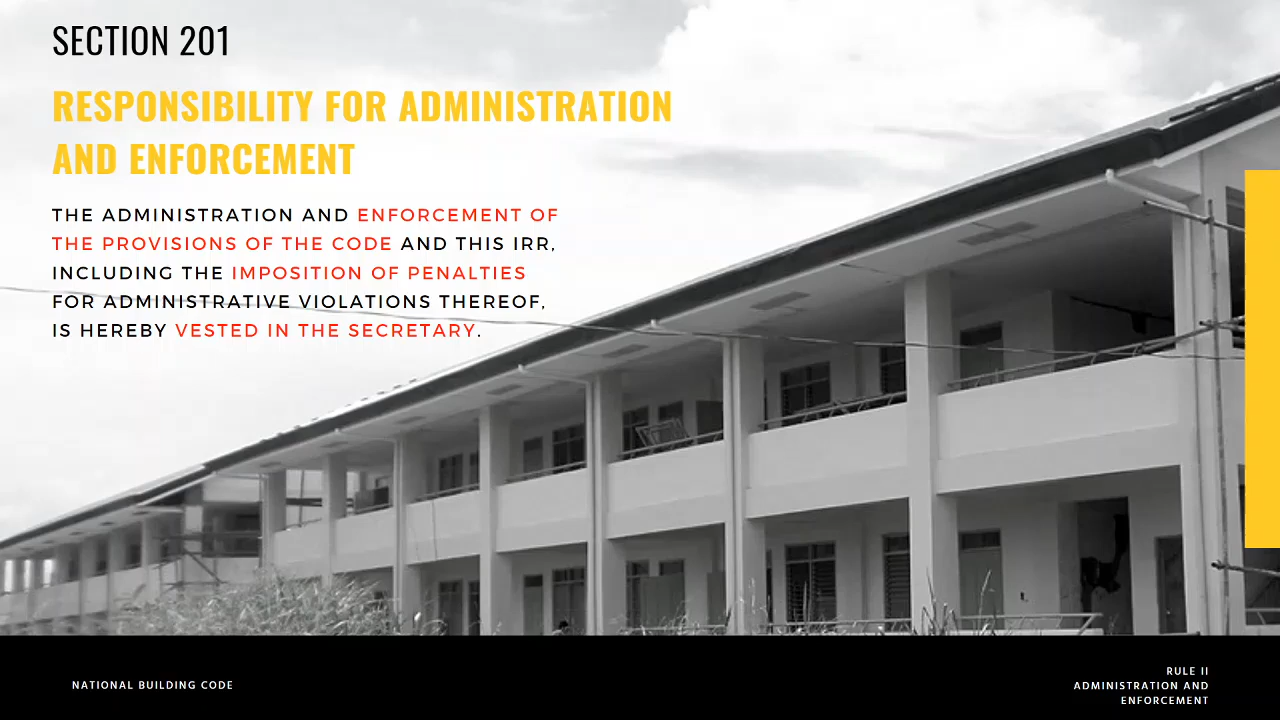 SECTION 201
RESPONSIBILITY FOR ADMINISTRATION
AND ENFORCEMENT
THE ADMINISTRATION AND ENFORCEMENT OF
THE PROVISIONS OF THE CODE AND THIS IRR,
INCLUDING THE IMPOSITION OF PENALTIES
FOR ADMINISTRATIVE VIOLATIONS THEREOF,
IS HEREBY VESTED IN THE SECRETARY.
NATIONAL BUILDING CODE
RULE II
ADMINISTRATION AND
ENFORCEMENT